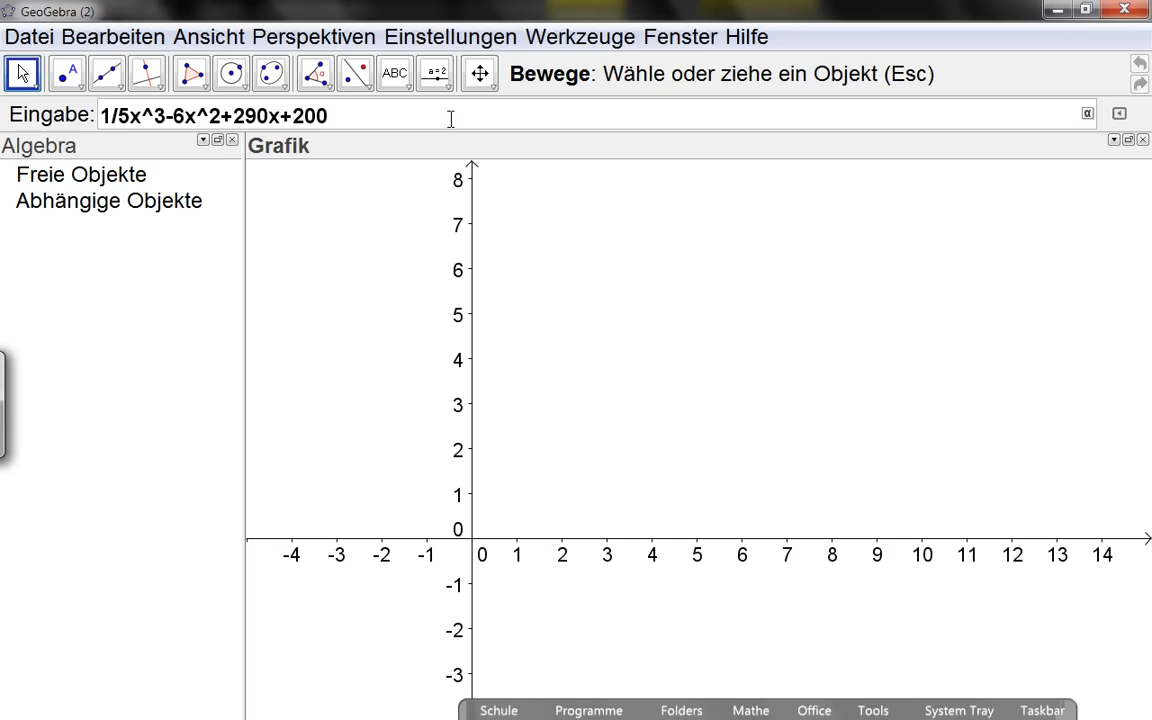 GeoGebra (2)
Datei Bearbeiten Ansicht Perspektiven Einstellungen Werkzeuge Fenster Hilfe
A ABC a=2 Bewege: Wähle oder ziehe ein Objekt (Esc)
Eingabe: 1/5x^3-6x^2+290x+200 α
Algebra Grafik
Freie Objekte
Abhängige Objekte
8
7
6
5
4
3
2
1
0
-4 -3 -2 -1 0 1 2 3 4 5 6 7 8 9 10 11 12 13 14
-1
-2
-3
Schule Programme Folders Mathe Office Tools System Tray Taskbar